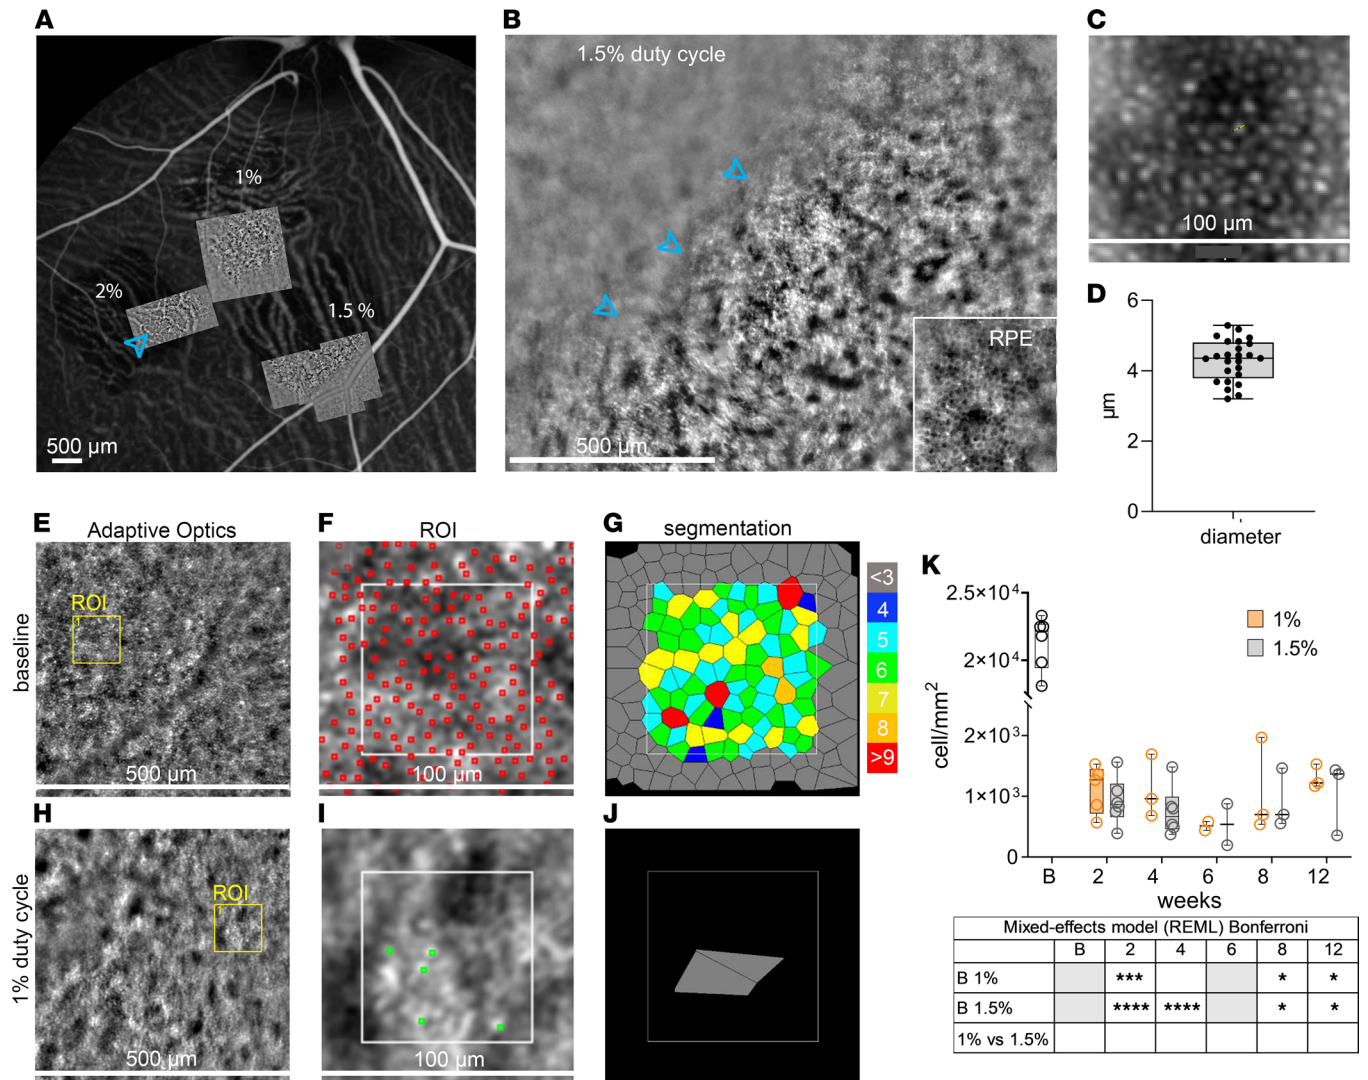 A
1%
2%
1.5 %
500 µm
B
1.5% duty cycle
RPE
500 µm
C
100 µm
D
6
4
2
0
µm
diameter
E
Adaptive Optics
baseline
ROI
1
500 µm
F
ROI
100 µm
G
segmentation
<3
4
5
6
7
8
>9
H
1% duty cycle
ROI
1
500 µm
I
100 µm
J
K
2.5×10⁴
2×10⁴
2×10³
1×10³
0
cell/mm²
1%
1.5%
B 2 4 6 8 12
weeks
Mixed-effects model (REML) Bonferroni
B 2 4 6 8 12
B 1% *** * *
B 1.5% **** **** * *
1% vs 1.5%